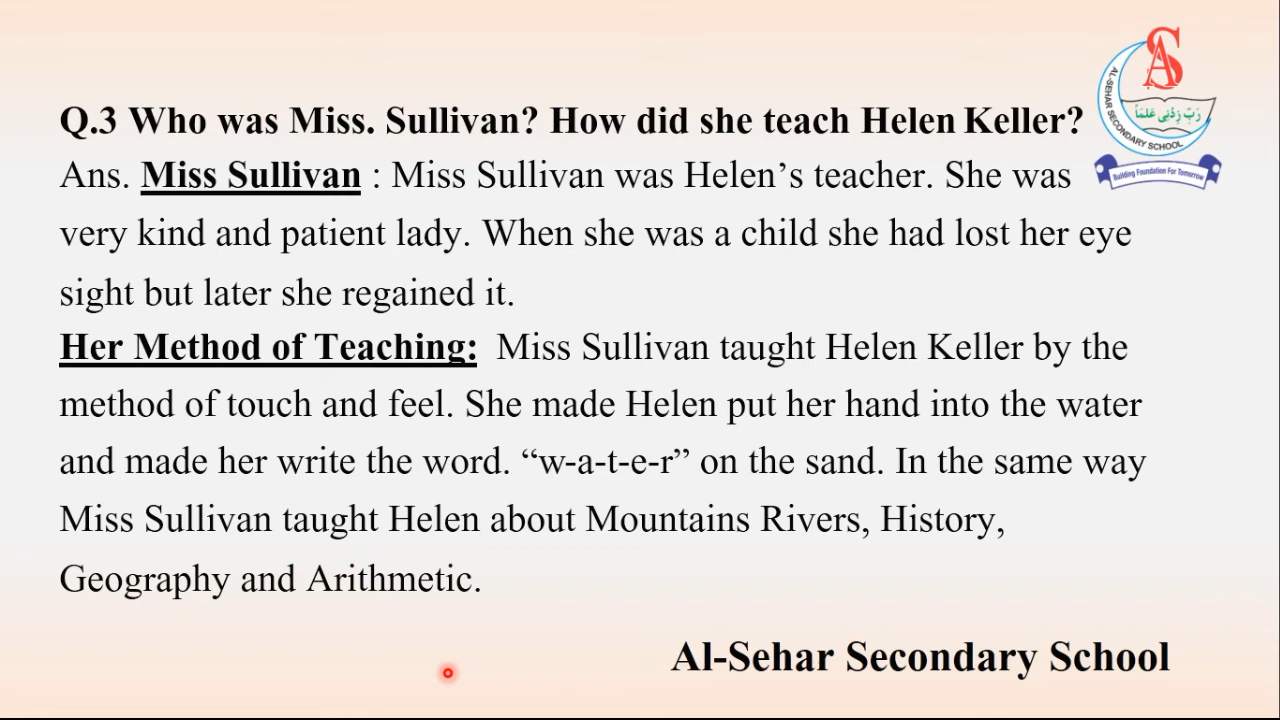 SA
AL-SEHAR SECONDARY SCHOOL
رَبِّ زِدْنِی عِلْمًا
Building Foundation For Tomorrow
Q.3 Who was Miss. Sullivan? How did she teach Helen Keller?
Ans. Miss Sullivan : Miss Sullivan was Helen’s teacher. She was
very kind and patient lady. When she was a child she had lost her eye
sight but later she regained it.
Her Method of Teaching: Miss Sullivan taught Helen Keller by the
method of touch and feel. She made Helen put her hand into the water
and made her write the word. “w-a-t-e-r” on the sand. In the same way
Miss Sullivan taught Helen about Mountains Rivers, History,
Geography and Arithmetic.
Al-Sehar Secondary School